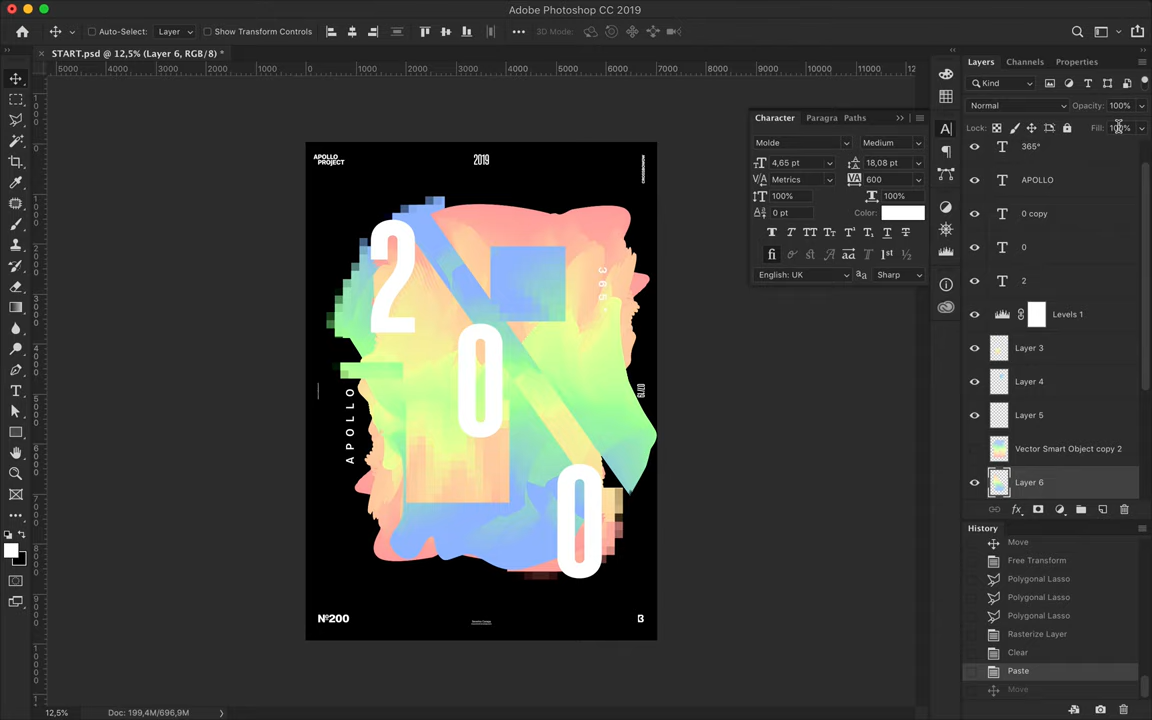 Adobe Photoshop CC 2019
Auto-Select: Layer Show Transform Controls 3D Mode:
START.psd @ 12,5% (Layer 6, RGB/8) *
5000 4000 3000 2000 1000 0 1000 2000 3000 4000 5000 6000 7000 8000 9000 10000 11000 12
APOLLO
PROJECT
2019
2
0
0
APOLLO
Nº200
Character Paragra Paths
Molde Medium
4,65 pt 18,08 pt
Metrics 600
100% 100%
0 pt Color:
English: UK Sharp
Layers Channels Properties
Kind
Normal Opacity: 100%
Lock: Fill: 100%
365°
APOLLO
0 copy
0
2
Levels 1
Layer 3
Layer 4
Layer 5
Vector Smart Object copy 2
Layer 6
History
Move
Free Transform
Polygonal Lasso
Polygonal Lasso
Polygonal Lasso
Rasterize Layer
Clear
Paste
Move
12,5% Doc: 199,4M/696,9M